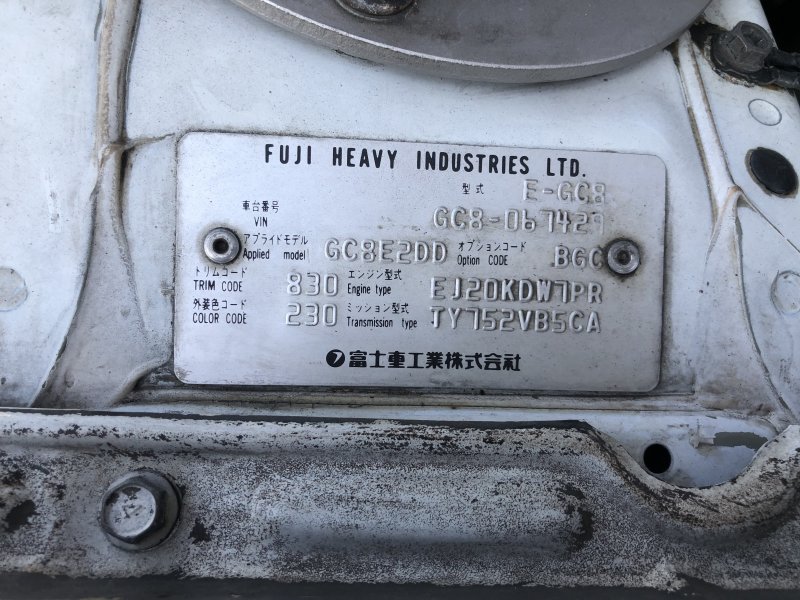 FUJI HEAVY INDUSTRIES LTD.
型式 E-GC8
車台番号 VIN GC8-067429
アプライドモデル Applied model GC8E2DD オプションコード Option CODE BGC
トリムコード TRIM CODE 830 エンジン型式 Engine type EJ20KDW7PR
外装色コード COLOR CODE 230 ミッション型式 Transmission type TY752VB5CA
富士重工業株式会社